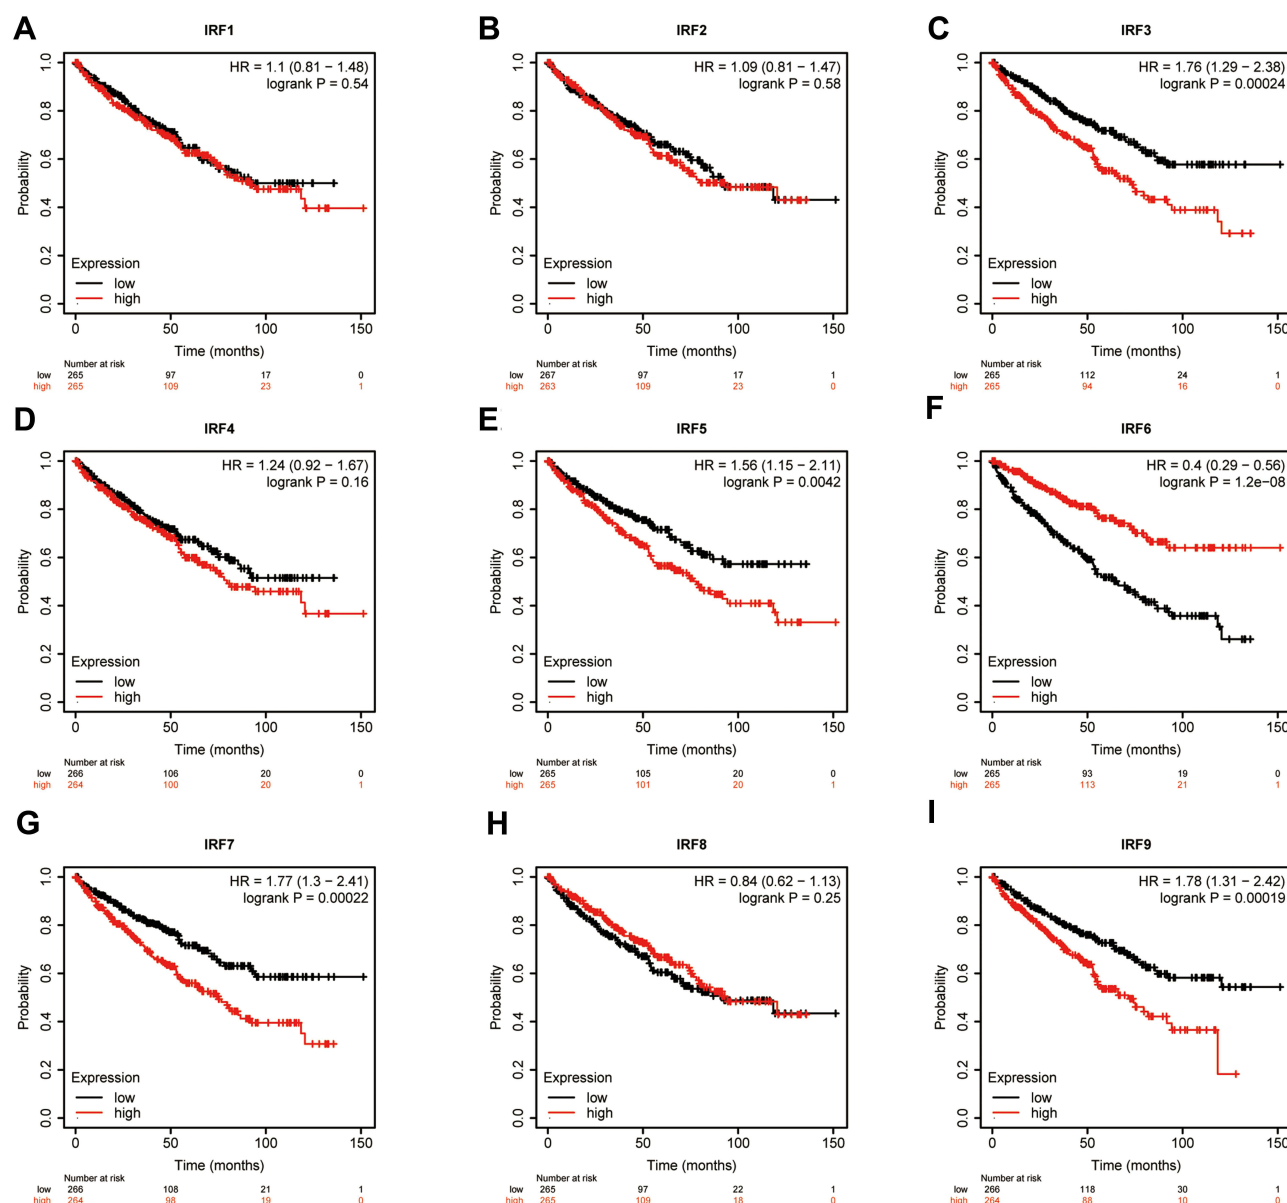 A
IRF1
HR = 1.1 (0.81 − 1.48)
logrank P = 0.54
Probability
0.0 0.2 0.4 0.6 0.8 1.0
Expression
low
high
0 50 100 150
Time (months)
Number at risk
low 265 97 17 0
high 265 109 23 1
B
IRF2
HR = 1.09 (0.81 − 1.47)
logrank P = 0.58
Probability
0.0 0.2 0.4 0.6 0.8 1.0
Expression
low
high
0 50 100 150
Time (months)
Number at risk
low 267 97 17 1
high 263 109 23 0
C
IRF3
HR = 1.76 (1.29 − 2.38)
logrank P = 0.00024
Probability
0.0 0.2 0.4 0.6 0.8 1.0
Expression
low
high
0 50 100 150
Time (months)
Number at risk
low 265 112 24 1
high 265 94 16 0
D
IRF4
HR = 1.24 (0.92 − 1.67)
logrank P = 0.16
Probability
0.0 0.2 0.4 0.6 0.8 1.0
Expression
low
high
0 50 100 150
Time (months)
Number at risk
low 266 106 20 0
high 264 100 20 1
E
IRF5
HR = 1.56 (1.15 − 2.11)
logrank P = 0.0042
Probability
0.0 0.2 0.4 0.6 0.8 1.0
Expression
low
high
0 50 100 150
Time (months)
Number at risk
low 265 105 20 0
high 265 101 20 1
F
IRF6
HR = 0.4 (0.29 − 0.56)
logrank P = 1.2e−08
Probability
0.0 0.2 0.4 0.6 0.8 1.0
Expression
low
high
0 50 100 150
Time (months)
Number at risk
low 265 93 19 0
high 265 113 21 1
G
IRF7
HR = 1.77 (1.3 − 2.41)
logrank P = 0.00022
Probability
0.0 0.2 0.4 0.6 0.8 1.0
Expression
low
high
0 50 100 150
Time (months)
Number at risk
low 266 108 21 1
high 264 98 19 0
H
IRF8
HR = 0.84 (0.62 − 1.13)
logrank P = 0.25
Probability
0.0 0.2 0.4 0.6 0.8 1.0
Expression
low
high
0 50 100 150
Time (months)
Number at risk
low 265 97 22 1
high 265 109 18 0
I
IRF9
HR = 1.78 (1.31 − 2.42)
logrank P = 0.00019
Probability
0.0 0.2 0.4 0.6 0.8 1.0
Expression
low
high
0 50 100 150
Time (months)
Number at risk
low 266 118 30 1
high 264 88 10 0